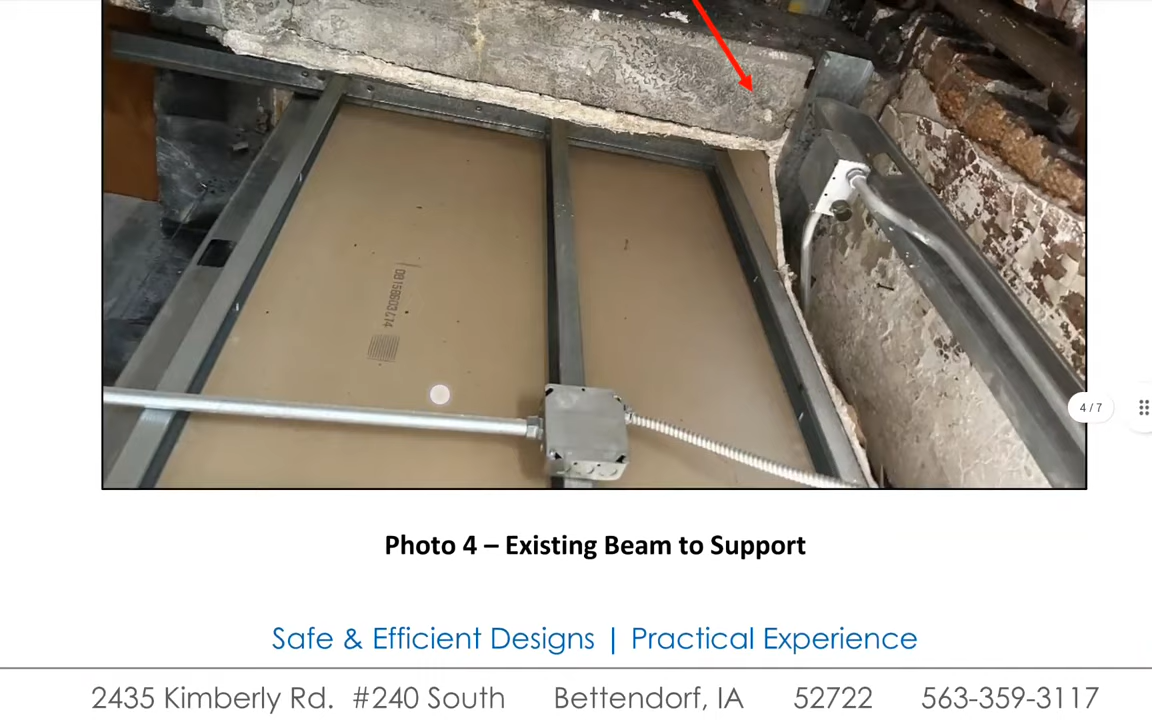 4 / 7
Photo 4 – Existing Beam to Support
Safe & Efficient Designs | Practical Experience
2435 Kimberly Rd. #240 South Bettendorf, IA 52722 563-359-3117